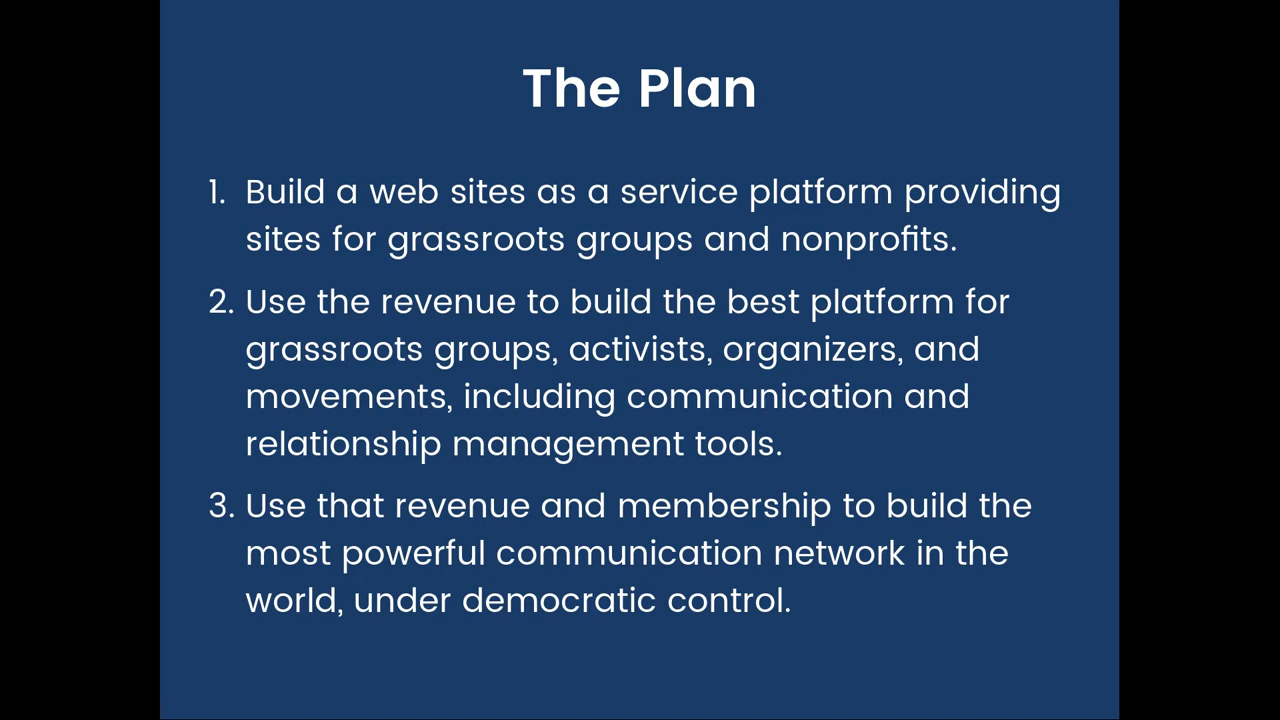 The Plan
1. Build a web sites as a service platform providing
sites for grassroots groups and nonprofits.
2. Use the revenue to build the best platform for
grassroots groups, activists, organizers, and
movements, including communication and
relationship management tools.
3. Use that revenue and membership to build the
most powerful communication network in the
world, under democratic control.